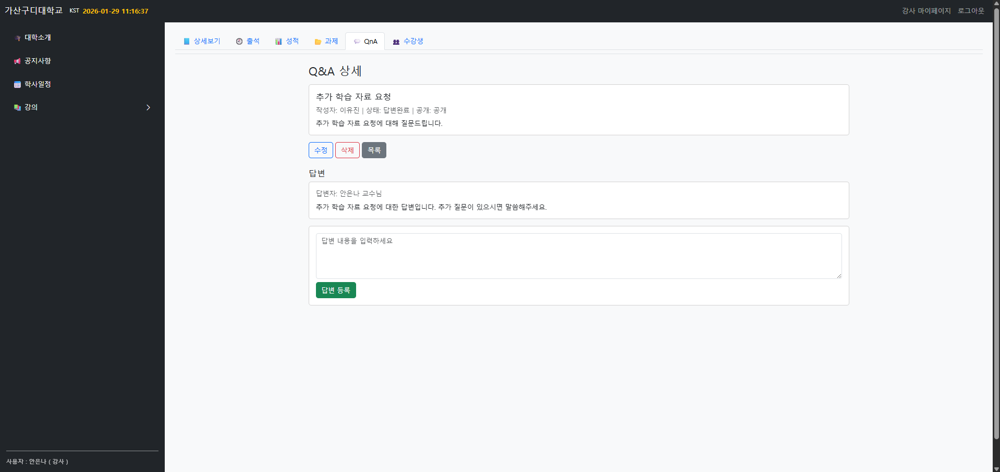 가산구디대학교 KST 2026-01-29 11:16:37
강사 마이페이지 로그아웃
대학소개
공지사항
학사일정
강의
상세보기 출석 성적 과제 QnA 수강생
Q&A 상세
추가 학습 자료 요청
작성자: 이유진 | 상태: 답변완료 | 공개: 공개
추가 학습 자료 요청에 대해 질문드립니다.
수정 삭제 목록
답변
답변자: 안은나 교수님
추가 학습 자료 요청에 대한 답변입니다. 추가 질문이 있으시면 말씀해주세요.
답변 내용을 입력하세요
답변 등록
사용자 : 안은나 ( 강사 )